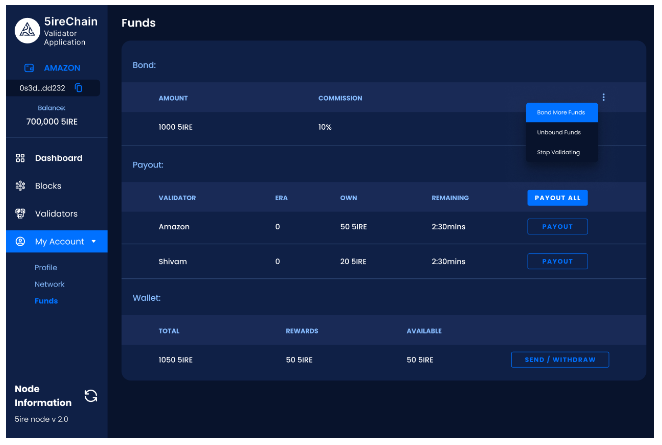 5ireChain
Validator
Application
AMAZON
0s3d...dd232
Balance:
700,000 5IRE
Dashboard
Blocks
Validators
My Account
Profile
Network
Funds
Node
Information
5ire node v 2.0
Funds
Bond:
AMOUNT COMMISSION
1000 5IRE 10%
Bond More Funds
Unbound Funds
Stop Validating
Payout:
VALIDATOR ERA OWN REMAINING PAYOUT ALL
Amazon 0 50 5IRE 2:30mins PAYOUT
Shivam 0 20 5IRE 2:30mins PAYOUT
Wallet:
TOTAL REWARDS AVAILABLE
1050 5IRE 50 5IRE 50 5IRE SEND / WITHDRAW